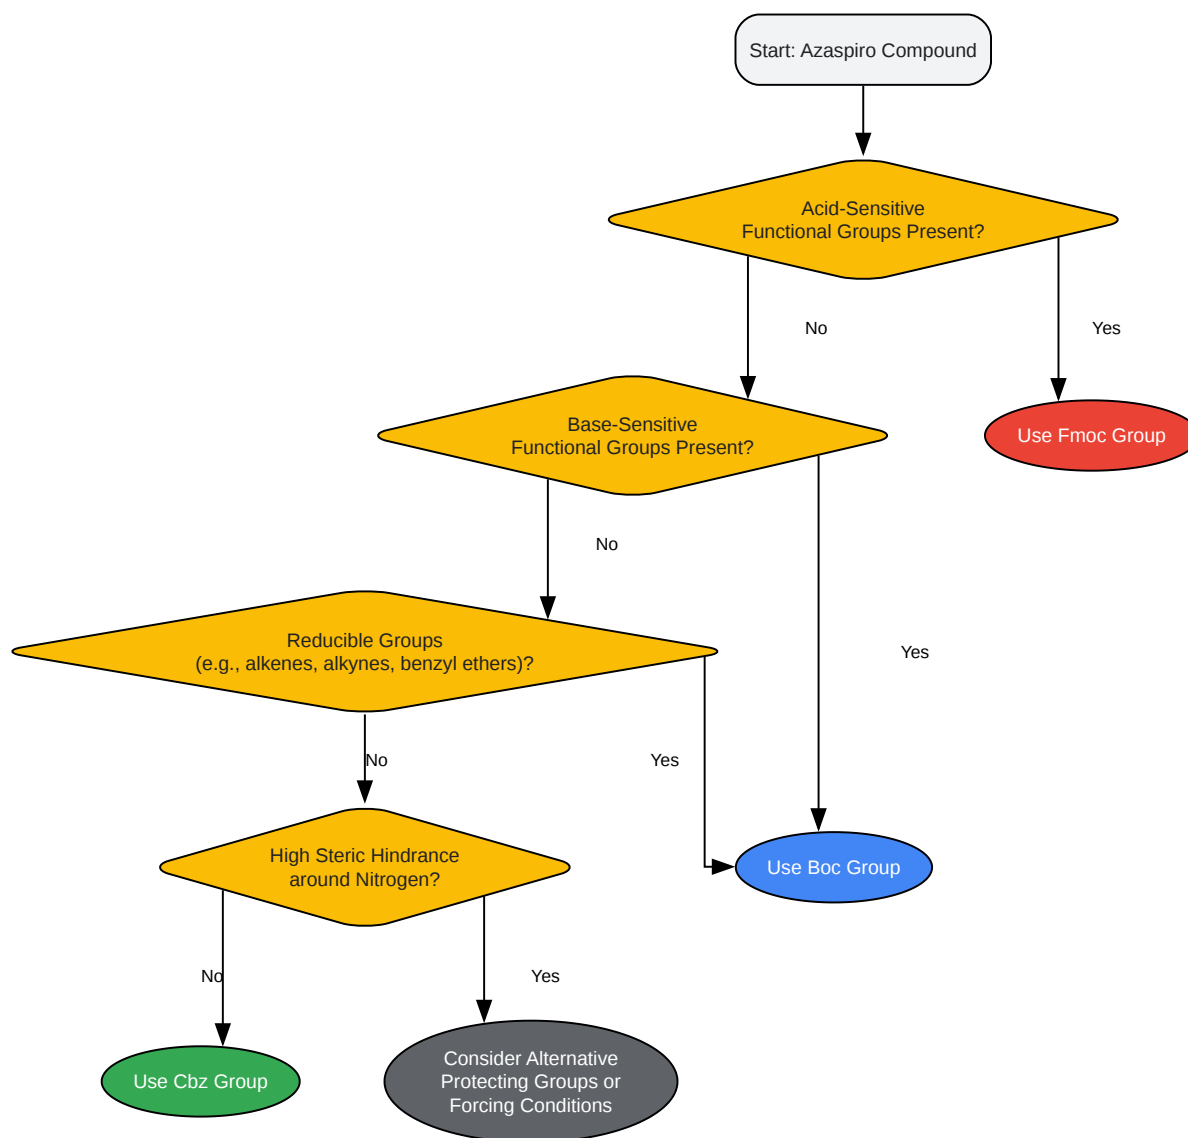 Start: Azaspiro Compound
Acid-Sensitive
Functional Groups Present?
No
Yes
Base-Sensitive
Functional Groups Present?
Use Fmoc Group
No
Yes
Reducible Groups
(e.g., alkenes, alkynes, benzyl ethers)?
No
Yes
High Steric Hindrance
around Nitrogen?
Use Boc Group
No
Yes
Use Cbz Group
Consider Alternative
Protecting Groups or
Forcing Conditions